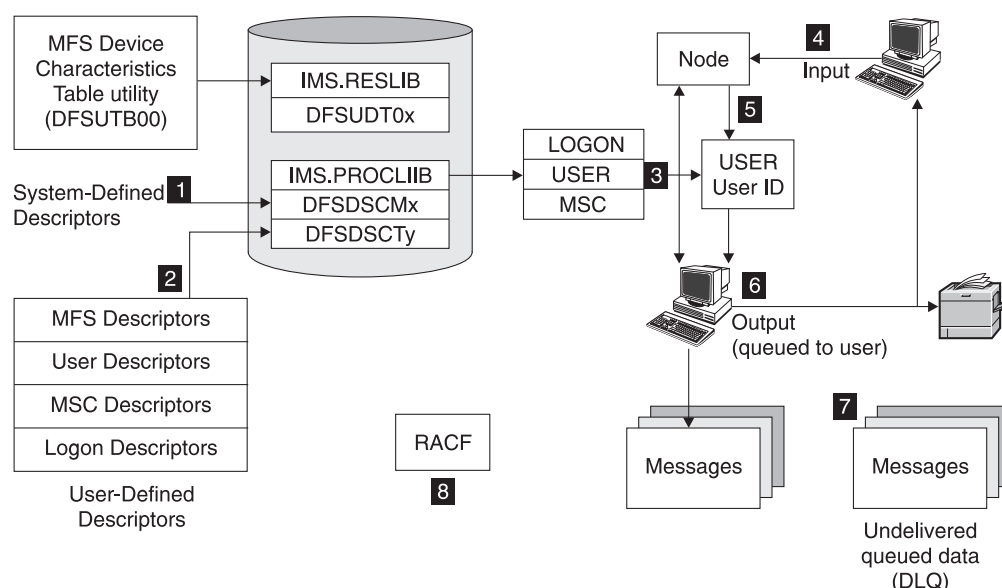 MFS Device
Characteristics
Table utility
(DFSUTB00)
IMS.RESLIB
DFSUDT0x
IMS.PROCLIIB
DFSDSCMx
DFSDSCTy
System-Defined
Descriptors
1
2
MFS Descriptors
User Descriptors
MSC Descriptors
Logon Descriptors
User-Defined
Descriptors
LOGON
USER
MSC
3
Node
4
Input
5
USER
User ID
6
Output
(queued to user)
Messages
7
Messages
Undelivered
queued data
(DLQ)
RACF
8